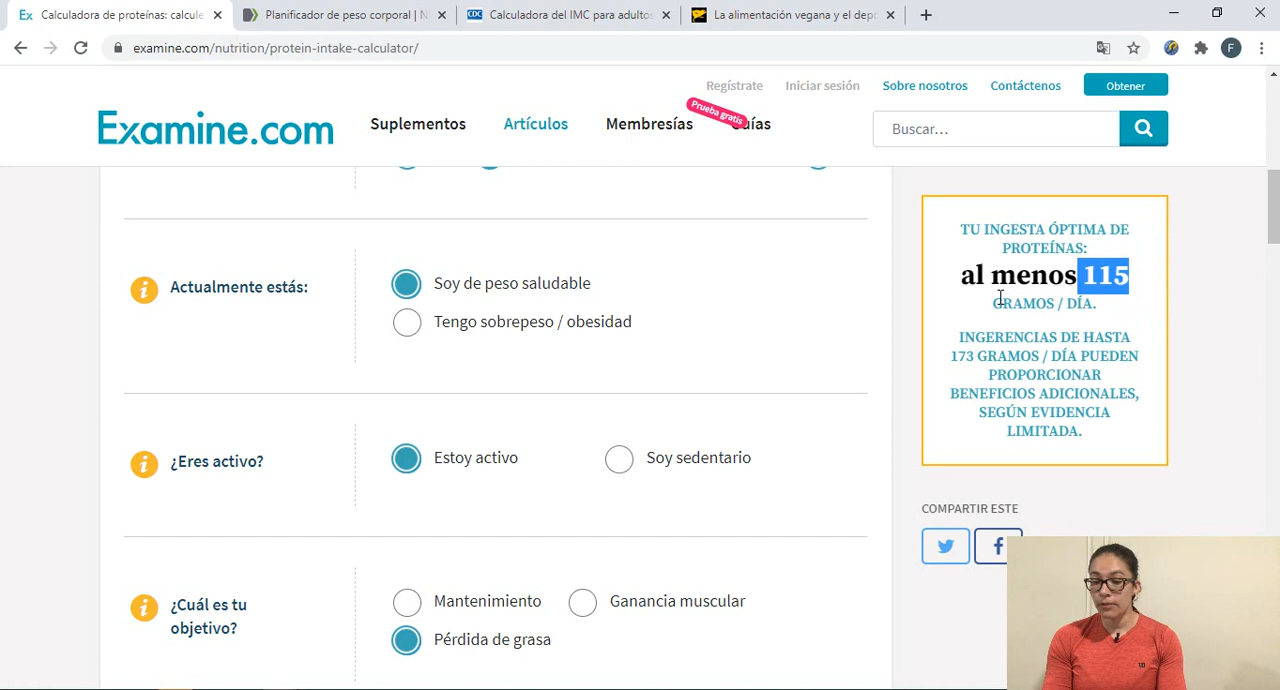 Ex Calculadora de proteínas: calcule
Planificador de peso corporal | N
CDC Calculadora del IMC para adultos
La alimentación vegana y el depo
examine.com/nutrition/protein-intake-calculator/
F
Regístrate Iniciar sesión Sobre nosotros Contáctenos Obtener
Prueba gratis
Examine.com Suplementos Artículos Membresías Guías
Buscar...
Actualmente estás:
Soy de peso saludable
Tengo sobrepeso / obesidad
¿Eres activo?
Estoy activo Soy sedentario
¿Cuál es tu
objetivo?
Mantenimiento Ganancia muscular
Pérdida de grasa
TU INGESTA ÓPTIMA DE
PROTEÍNAS:
al menos 115
GRAMOS / DÍA.
INGERENCIAS DE HASTA
173 GRAMOS / DÍA PUEDEN
PROPORCIONAR
BENEFICIOS ADICIONALES,
SEGÚN EVIDENCIA
LIMITADA.
COMPARTIR ESTE